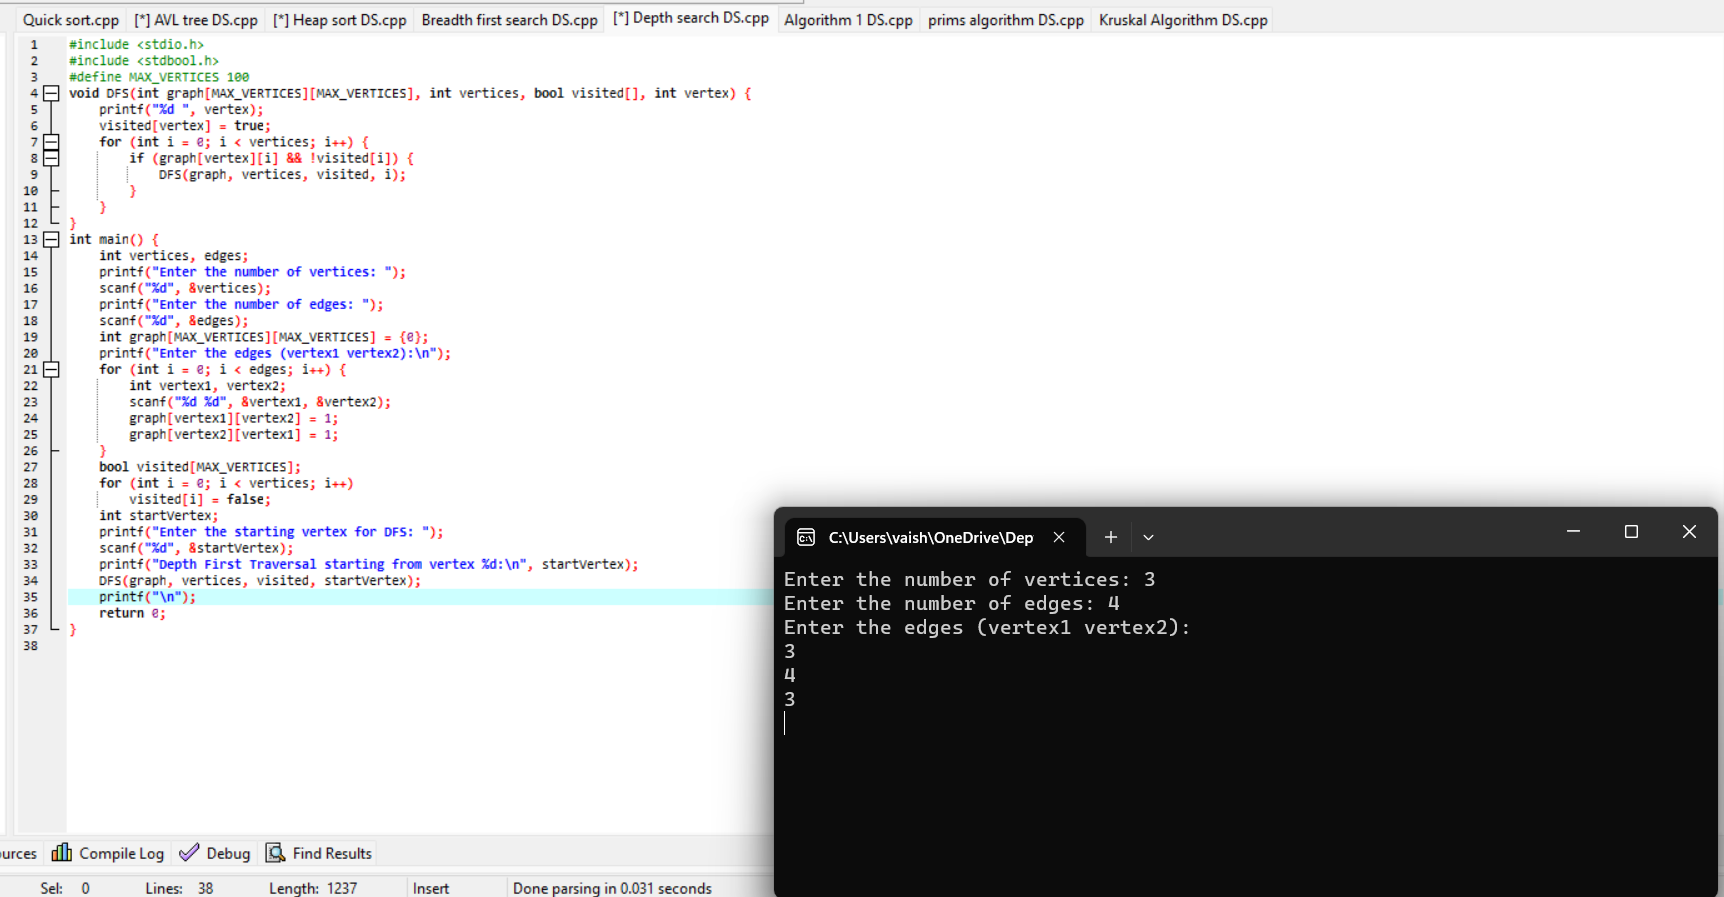 Quick sort.cpp [*] AVL tree DS.cpp [*] Heap sort DS.cpp Breadth first search DS.cpp [*] Depth search DS.cpp Algorithm 1 DS.cpp prims algorithm DS.cpp Kruskal Algorithm DS.cpp
1 #include <stdio.h>
2 #include <stdbool.h>
3 #define MAX_VERTICES 100
4 void DFS(int graph[MAX_VERTICES][MAX_VERTICES], int vertices, bool visited[], int vertex) {
5 printf("%d ", vertex);
6 visited[vertex] = true;
7 for (int i = 0; i < vertices; i++) {
8 if (graph[vertex][i] && !visited[i]) {
9 DFS(graph, vertices, visited, i);
10 }
11 }
12 }
13 int main() {
14 int vertices, edges;
15 printf("Enter the number of vertices: ");
16 scanf("%d", &vertices);
17 printf("Enter the number of edges: ");
18 scanf("%d", &edges);
19 int graph[MAX_VERTICES][MAX_VERTICES] = {0};
20 printf("Enter the edges (vertex1 vertex2):\n");
21 for (int i = 0; i < edges; i++) {
22 int vertex1, vertex2;
23 scanf("%d %d", &vertex1, &vertex2);
24 graph[vertex1][vertex2] = 1;
25 graph[vertex2][vertex1] = 1;
26 }
27 bool visited[MAX_VERTICES];
28 for (int i = 0; i < vertices; i++)
29 visited[i] = false;
30 int startVertex;
31 printf("Enter the starting vertex for DFS: ");
32 scanf("%d", &startVertex);
33 printf("Depth First Traversal starting from vertex %d:\n", startVertex);
34 DFS(graph, vertices, visited, startVertex);
35 printf("\n");
36 return 0;
37 }
38
C:\Users\vaish\OneDrive\Dep
Enter the number of vertices: 3
Enter the number of edges: 4
Enter the edges (vertex1 vertex2):
3
4
3
ources Compile Log Debug Find Results
Sel: 0 Lines: 38 Length: 1237 Insert Done parsing in 0.031 seconds